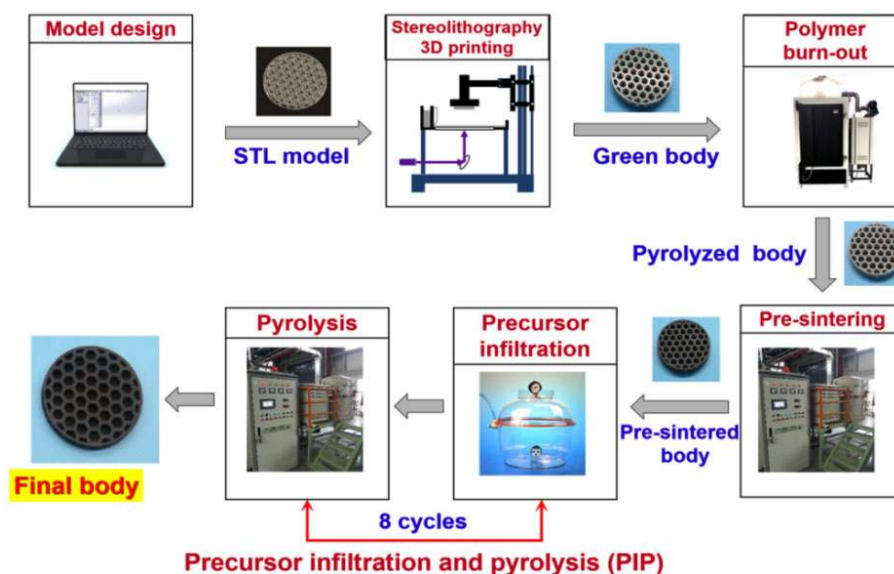 Model design
STL model
Stereolithography
3D printing
Green body
Polymer
burn-out
Pyrolyzed body
Pre-sintering
Pre-sintered
body
Precursor
infiltration
Pyrolysis
Final body
8 cycles
Precursor infiltration and pyrolysis (PIP)